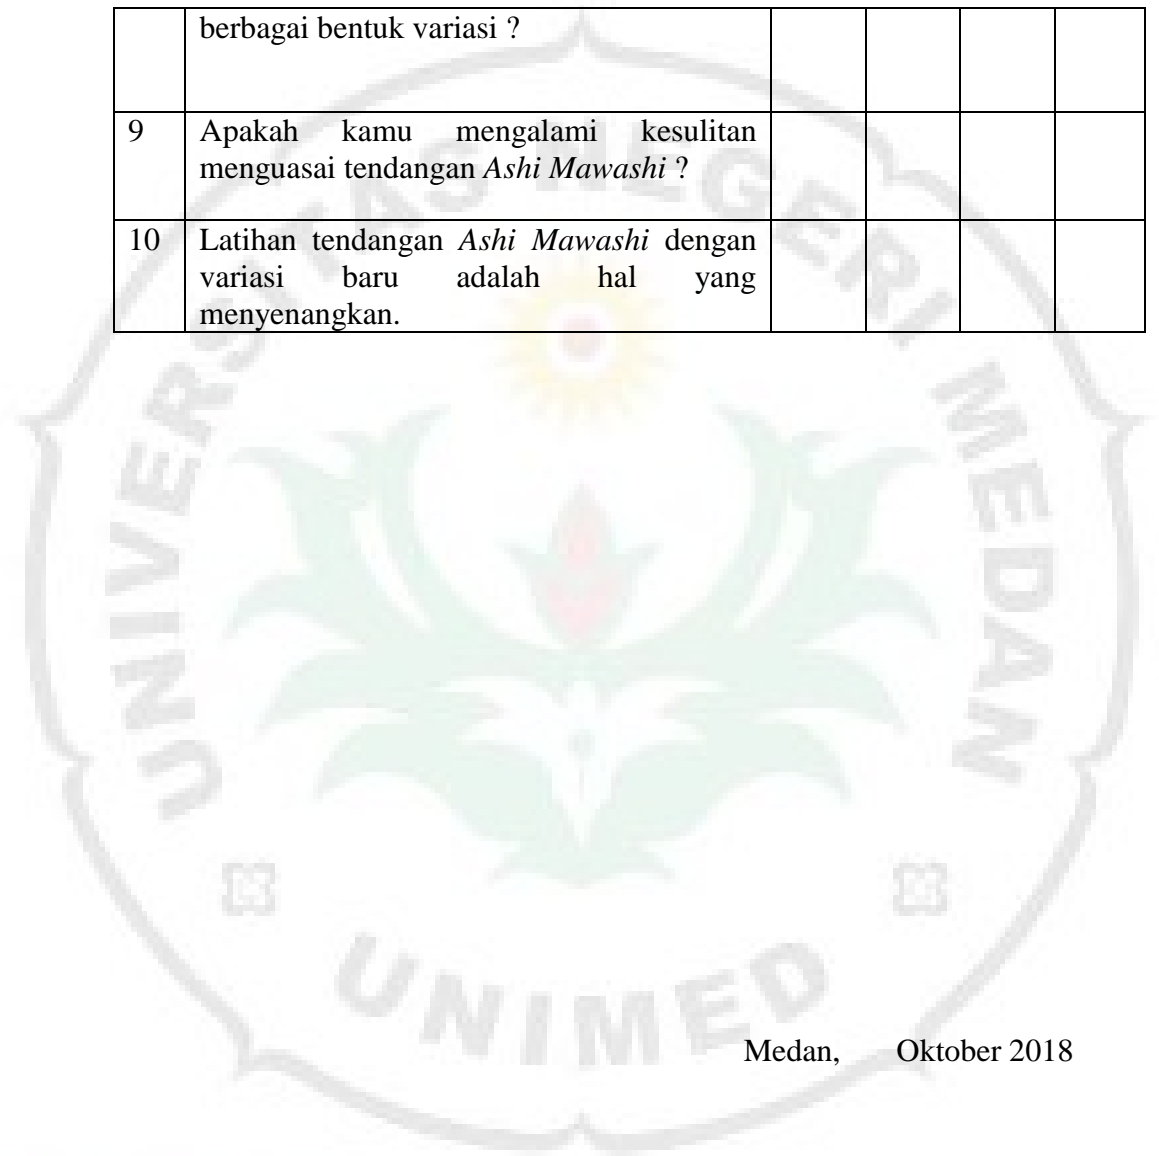 berbagai bentuk variasi ?
9 Apakah kamu mengalami kesulitan
menguasai tendangan Ashi Mawashi ?
10 Latihan tendangan Ashi Mawashi dengan
variasi baru adalah hal yang
menyenangkan.
UNIVERSITAS NEGERI MEDAN
UNIMED
Medan, Oktober 2018